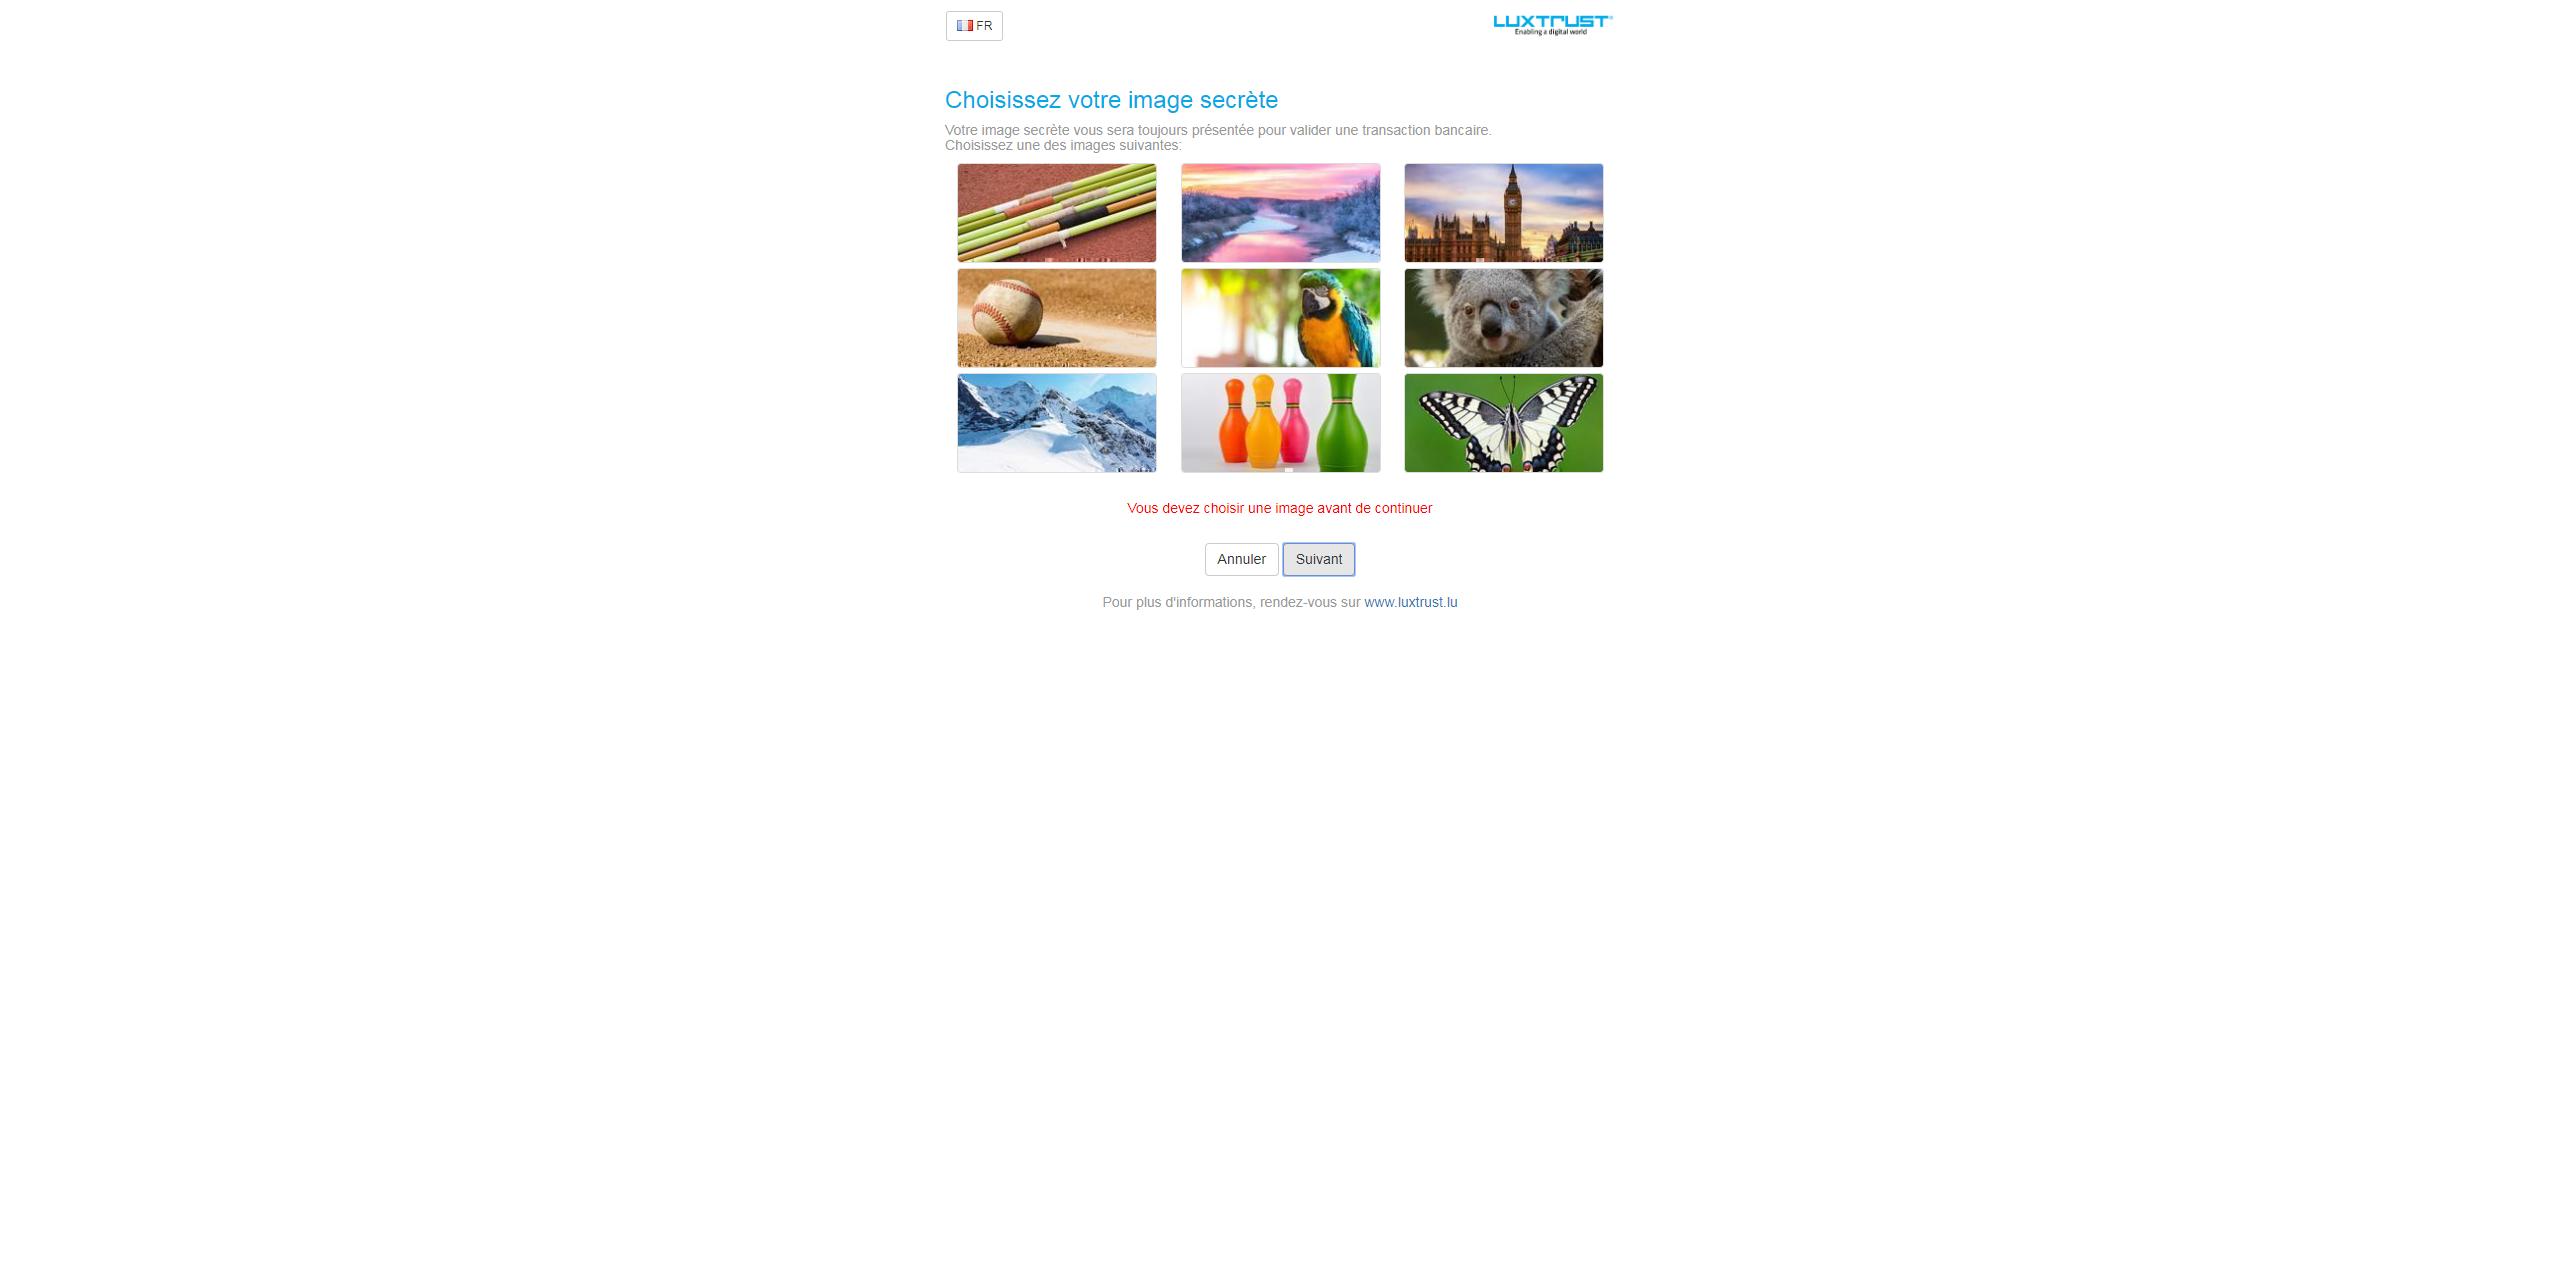 FR
LUXTRUST
Enabling a digital world
Choisissez votre image secrète
Votre image secrète vous sera toujours présentée pour valider une transaction bancaire.
Choisissez une des images suivantes:
Vous devez choisir une image avant de continuer
Annuler Suivant
Pour plus d'informations, rendez-vous sur www.luxtrust.lu